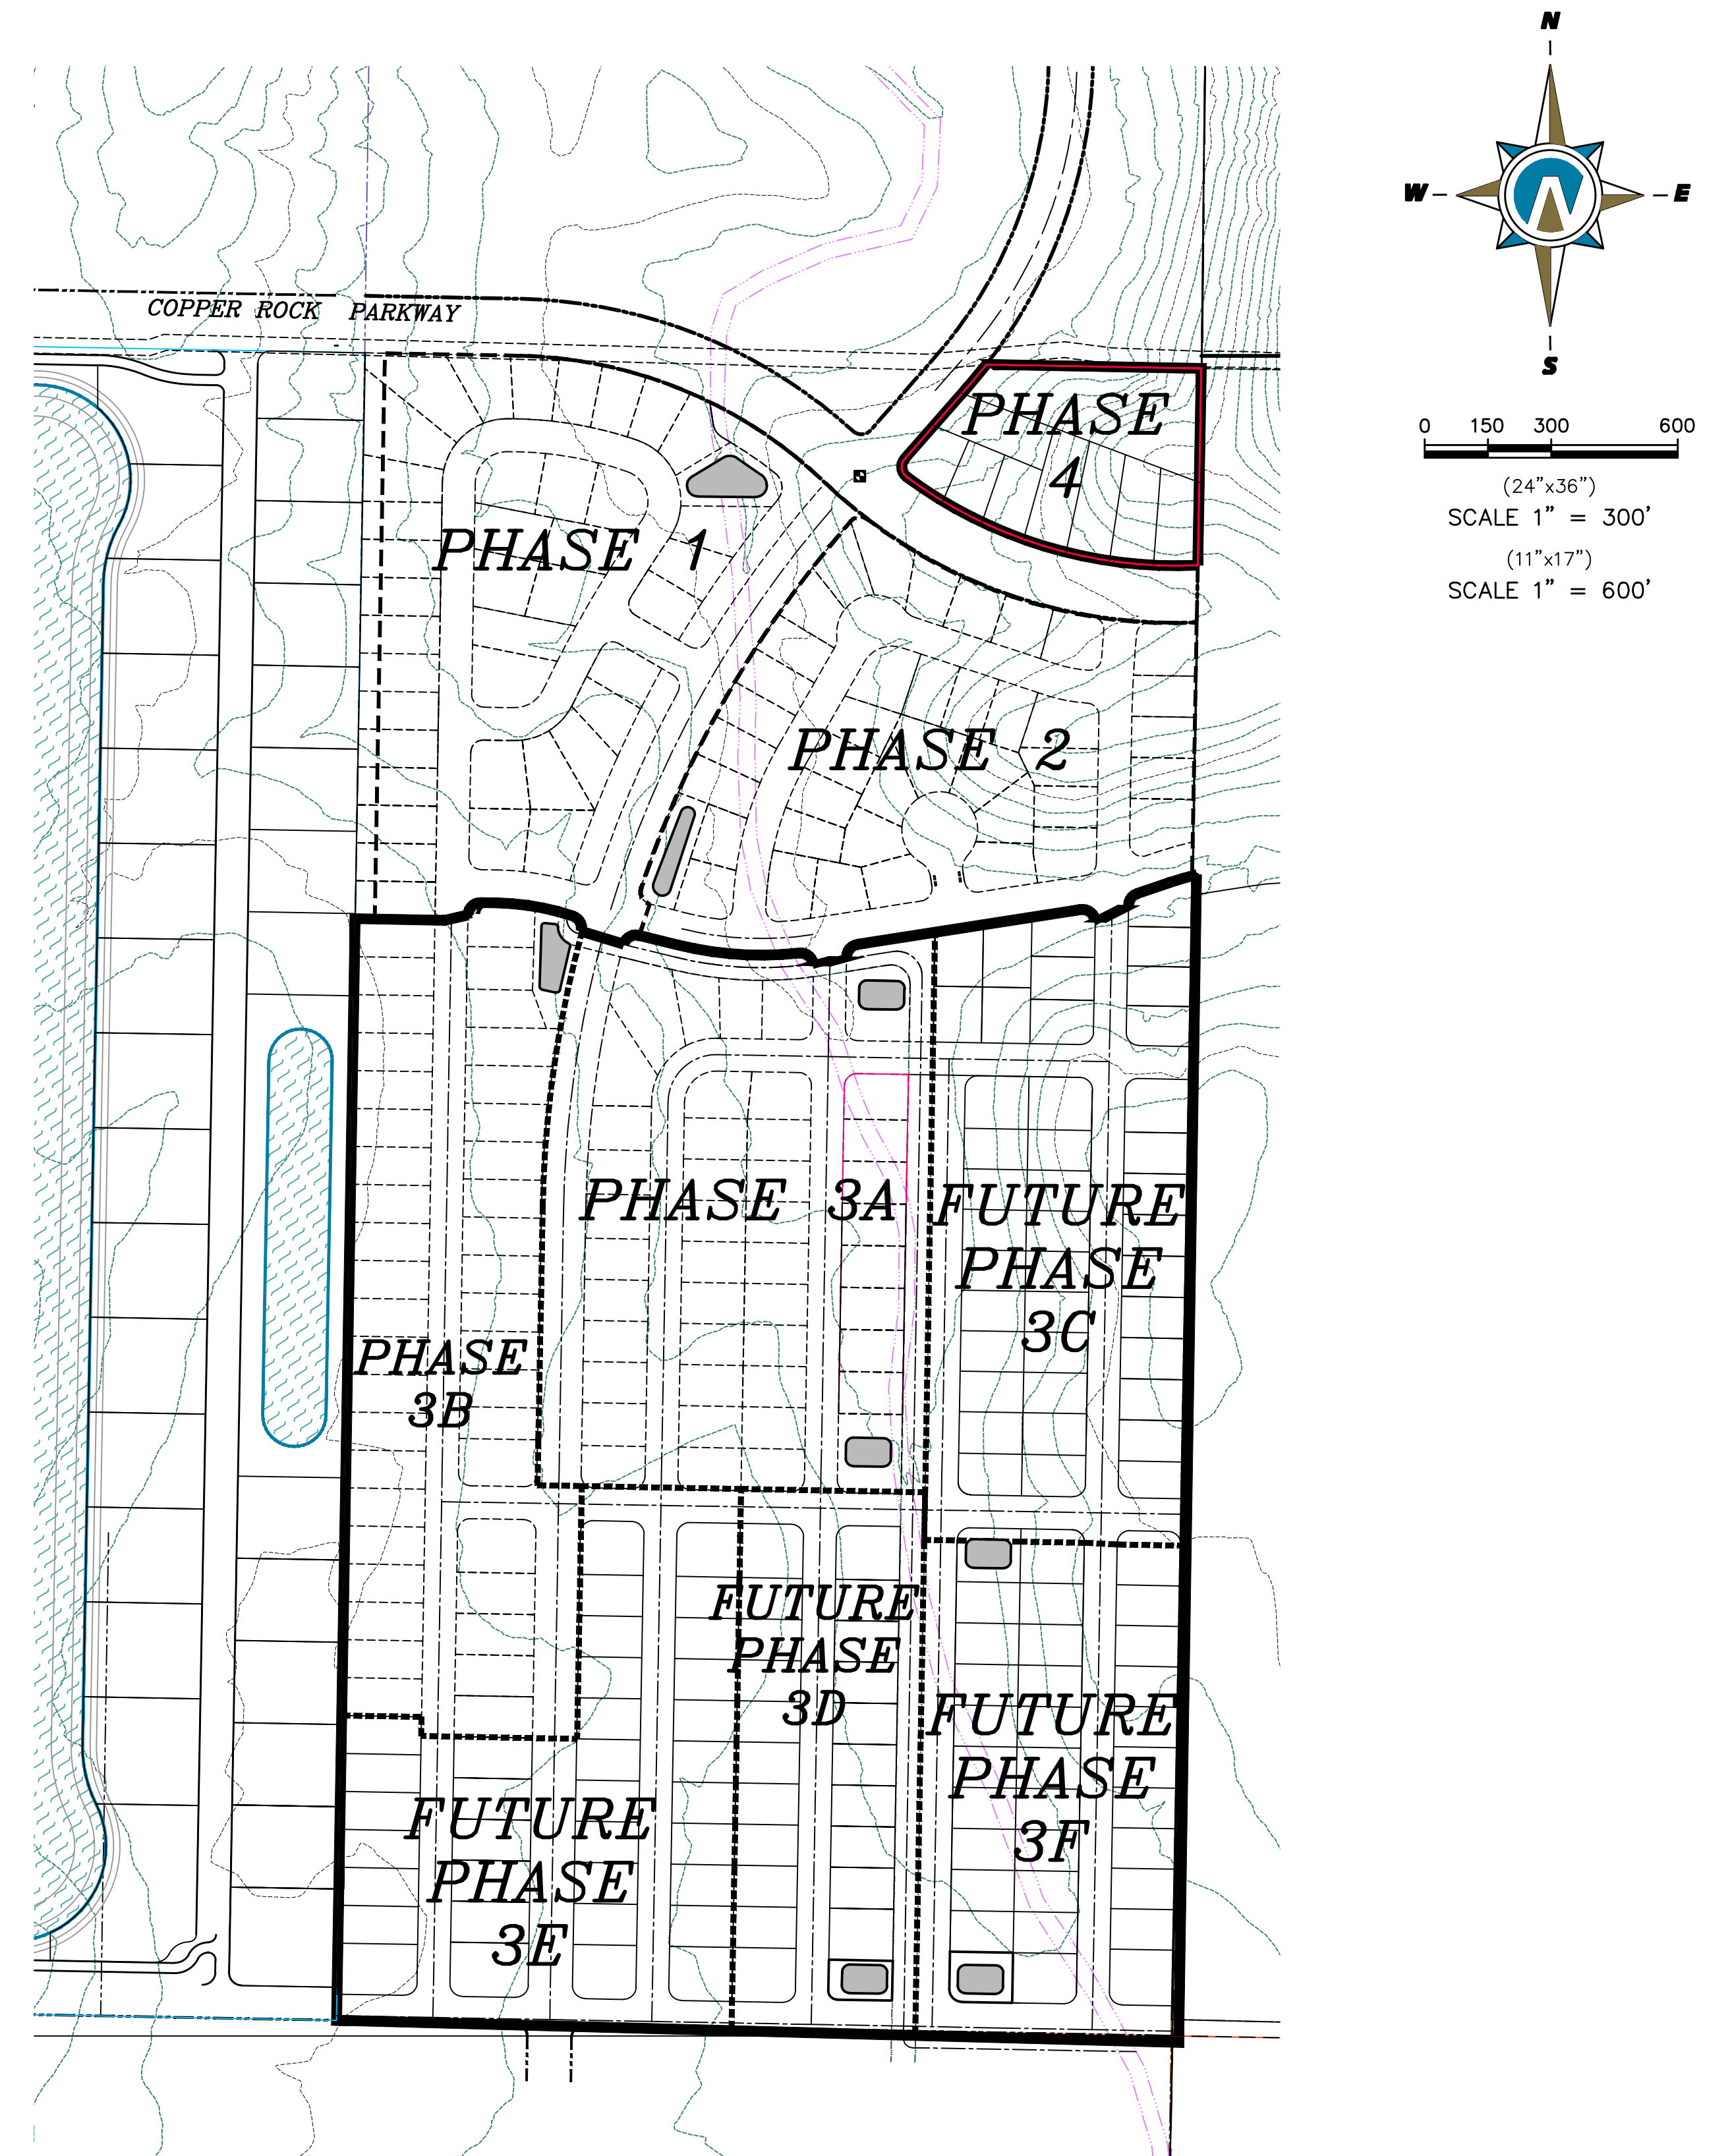 N
W
E
S
0 150 300 600
(24"x36")
SCALE 1" = 300'
(11"x17")
SCALE 1" = 600'
COPPER ROCK PARKWAY
PHASE
4
PHASE 1
PHASE 2
PHASE 3A
FUTURE
PHASE
3C
PHASE
3B
FUTURE
PHASE
3D
FUTURE
PHASE
3F
FUTURE
PHASE
3E